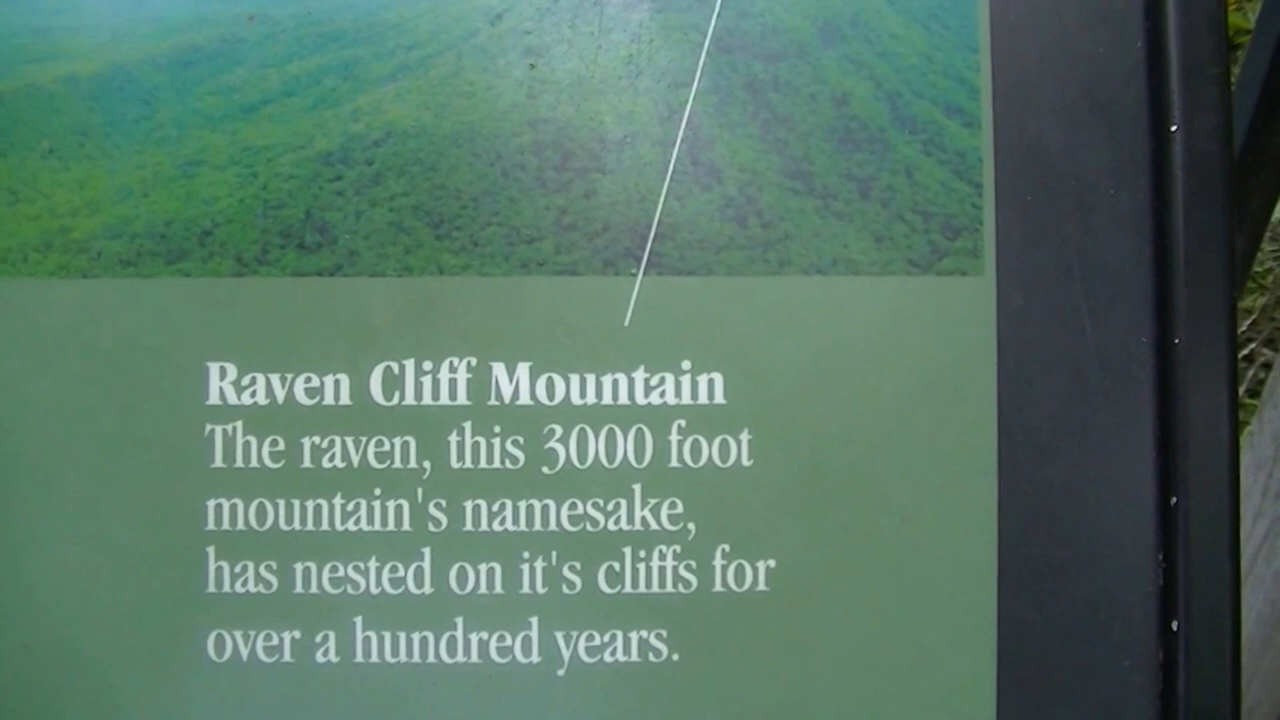 Raven Cliff Mountain
The raven, this 3000 foot
mountain's namesake,
has nested on it's cliffs for
over a hundred years.